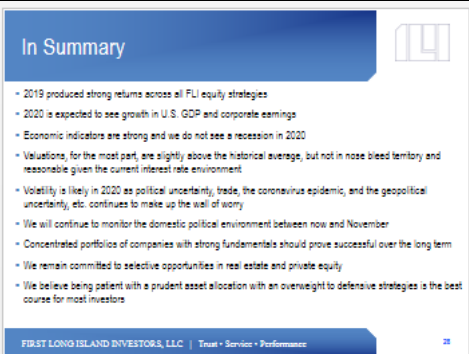 In Summary
2019 produced strong returns across all FLI equity strategies
2020 is expected to see growth in U.S. GDP and corporate earnings
Economic indicators are strong and we do not see a recession in 2020
Valuations, for the most part, are slightly above the historical average, but not in nose bleed territory and
reasonable given the current interest rate environment
Volatility is likely in 2020 as political uncertainty, trade, the coronavirus epidemic, and the geopolitical
uncertainty, etc. continues to make up the wall of worry
We will continue to monitor the domestic political environment between now and November
Concentrated portfolios of companies with strong fundamentals should prove successful over the long term
We remain committed to selective opportunities in real estate and private equity
We believe being patient with a prudent asset allocation with an overweight to defensive strategies is the best
course for most investors
FIRST LONG ISLAND INVESTORS, LLC | Trust • Service • Performance
28